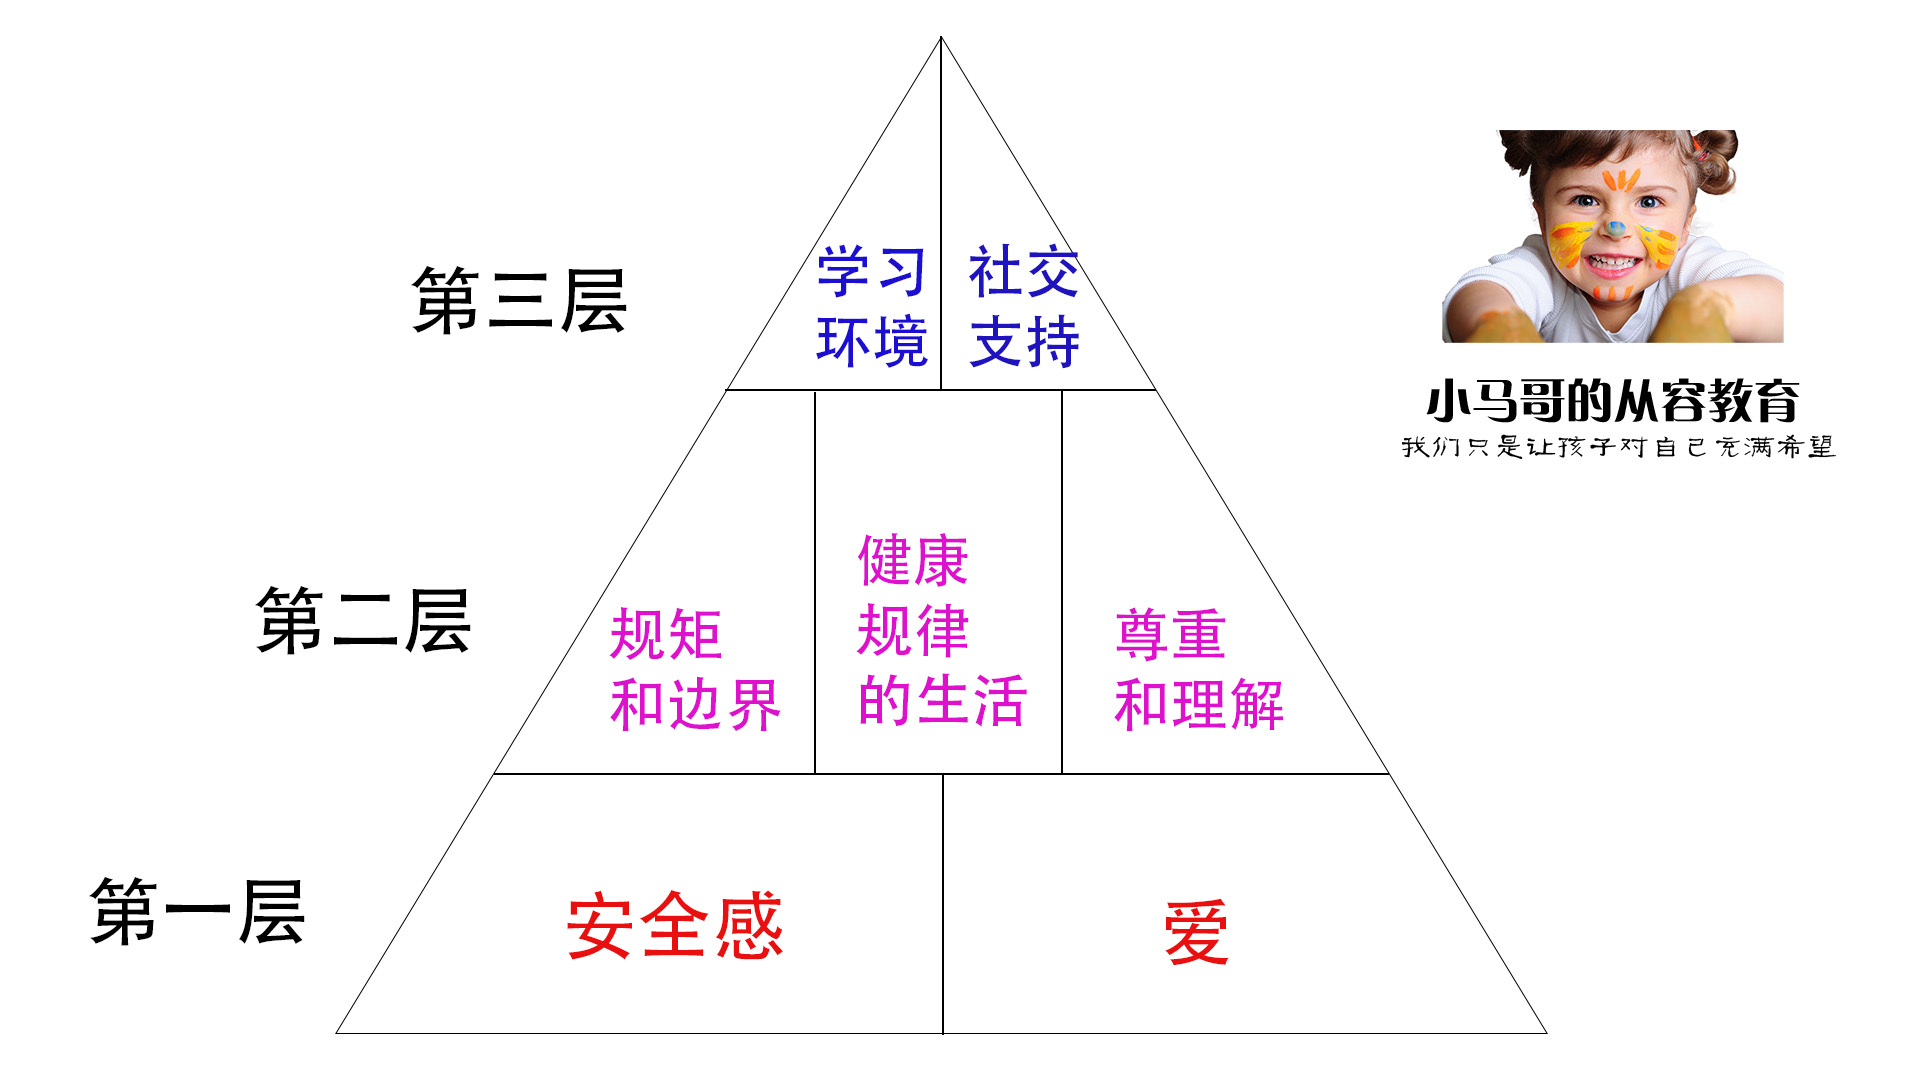 第三层
学习
环境
社交
支持
小马哥的从容教育
我们只是让孩子对自己充满希望
第二层
规矩
和边界
健康
规律
的生活
尊重
和理解
第一层
安全感
爱